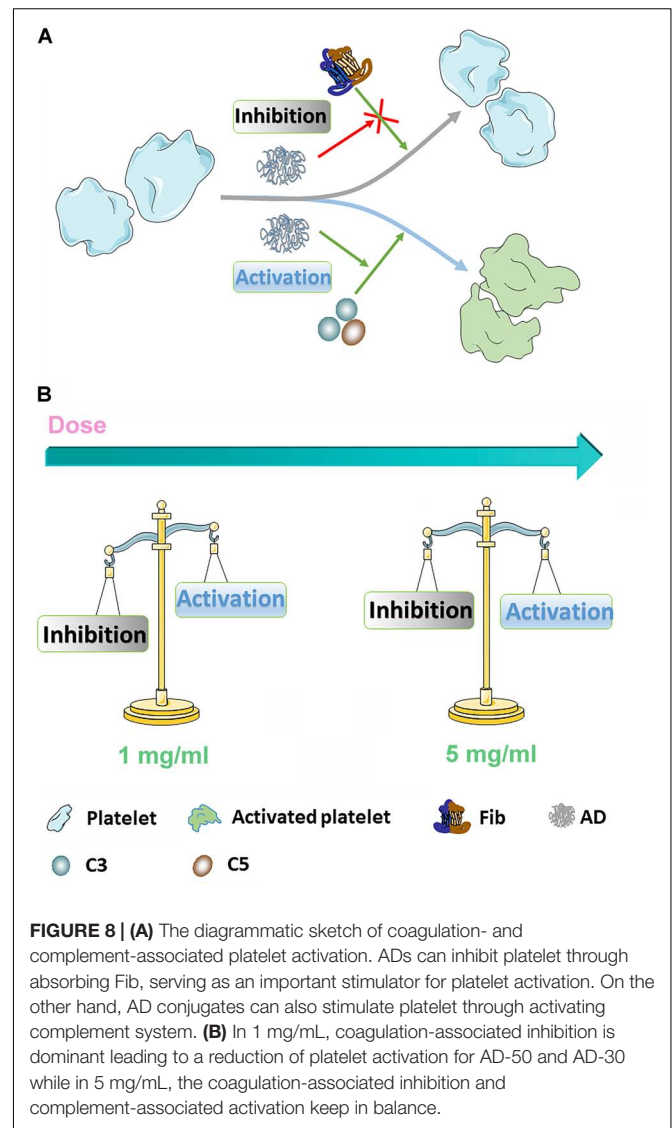 A
Inhibition
Activation
B
Dose
Inhibition
Activation
Inhibition
Activation
1 mg/ml
5 mg/ml
Platelet
Activated platelet
Fib
AD
C3
C5
FIGURE 8 | (A) The diagrammatic sketch of coagulation- and
complement-associated platelet activation. ADs can inhibit platelet through
absorbing Fib, serving as an important stimulator for platelet activation. On the
other hand, AD conjugates can also stimulate platelet through activating
complement system. (B) In 1 mg/mL, coagulation-associated inhibition is
dominant leading to a reduction of platelet activation for AD-50 and AD-30
while in 5 mg/mL, the coagulation-associated inhibition and
complement-associated activation keep in balance.